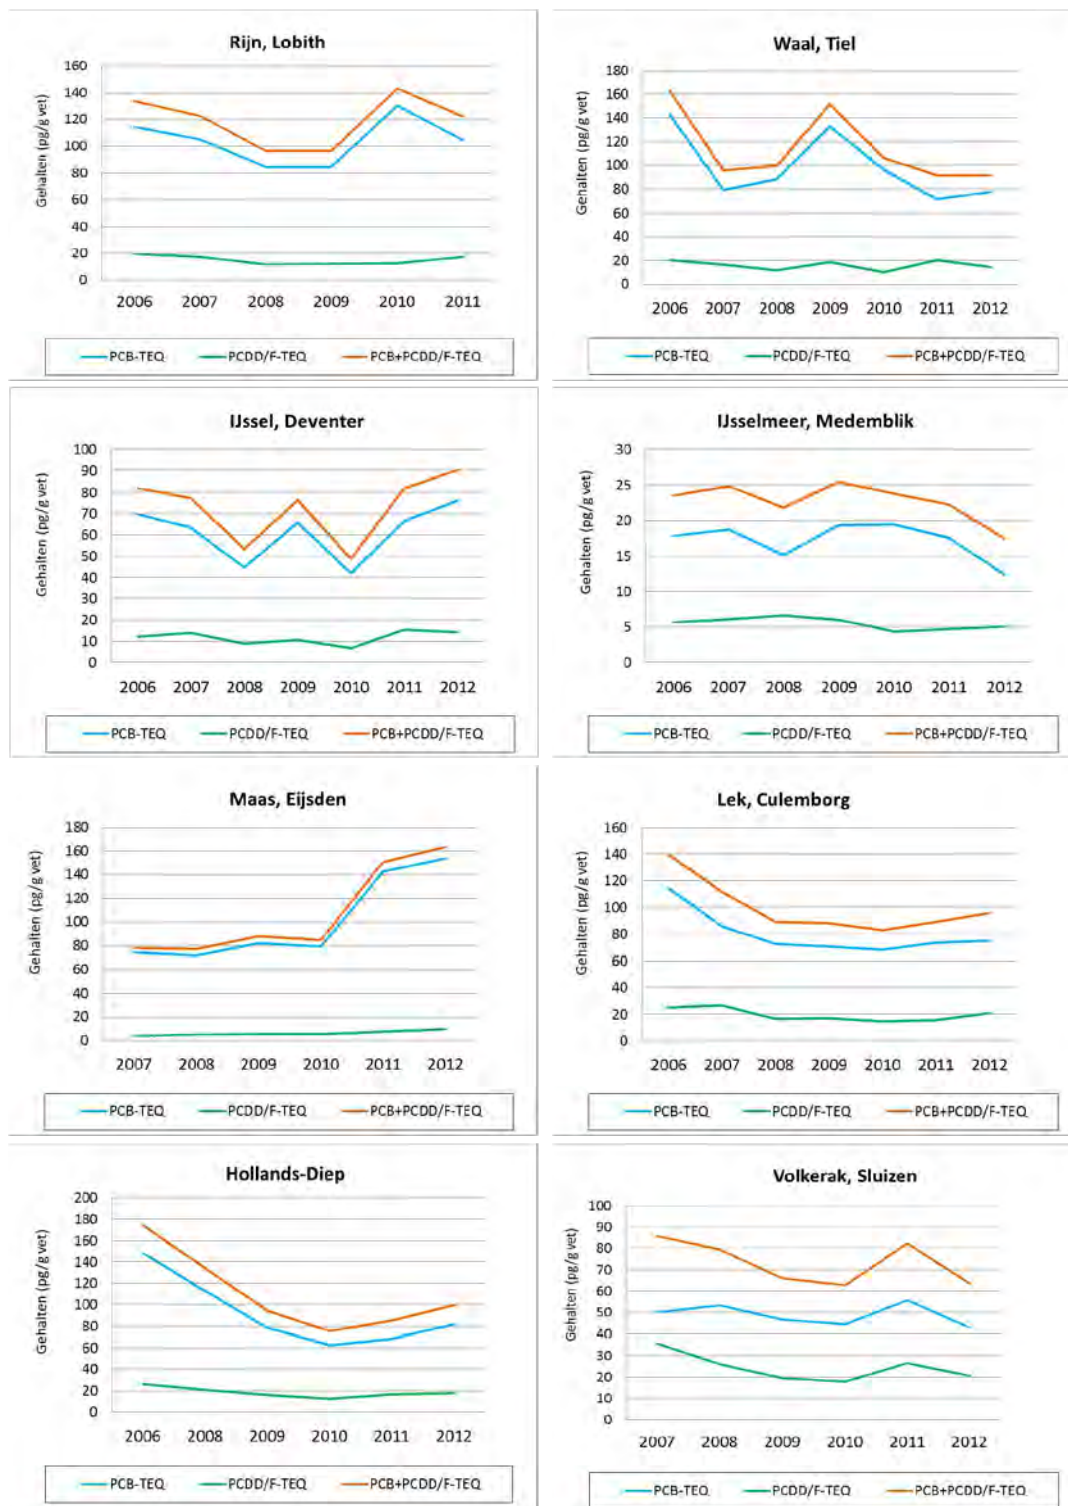 Rijn, Lobith
Gehalten (pg/g vet)
160
140
120
100
80
60
40
20
0
2006 2007 2008 2009 2010 2011
PCB-TEQ PCDD/F-TEQ PCB+PCDD/F-TEQ
Waal, Tiel
Gehalten (pg/g vet)
180
160
140
120
100
80
60
40
20
0
2006 2007 2008 2009 2010 2011 2012
PCB-TEQ PCDD/F-TEQ PCB+PCDD/F-TEQ
IJssel, Deventer
Gehalten (pg/g vet)
100
90
80
70
60
50
40
30
20
10
0
2006 2007 2008 2009 2010 2011 2012
PCB-TEQ PCDD/F-TEQ PCB+PCDD/F-TEQ
IJsselmeer, Medemblik
Gehalten (pg/g vet)
30
25
20
15
10
5
0
2006 2007 2008 2009 2010 2011 2012
PCB-TEQ PCDD/F-TEQ PCB+PCDD/F-TEQ
Maas, Eijsden
Gehalten (pg/g vet)
180
160
140
120
100
80
60
40
20
0
2007 2008 2009 2010 2011 2012
PCB-TEQ PCDD/F-TEQ PCB+PCDD/F-TEQ
Lek, Culemborg
Gehalten (pg/g vet)
160
140
120
100
80
60
40
20
0
2006 2007 2008 2009 2010 2011 2012
PCB-TEQ PCDD/F-TEQ PCB+PCDD/F-TEQ
Hollands-Diep
Gehalten (pg/g vet)
200
180
160
140
120
100
80
60
40
20
0
2006 2008 2009 2010 2011 2012
PCB-TEQ PCDD/F-TEQ PCB+PCDD/F-TEQ
Volkerak, Sluizen
Gehalten (pg/g vet)
100
90
80
70
60
50
40
30
20
10
0
2007 2008 2009 2010 2011 2012
PCB-TEQ PCDD/F-TEQ PCB+PCDD/F-TEQ